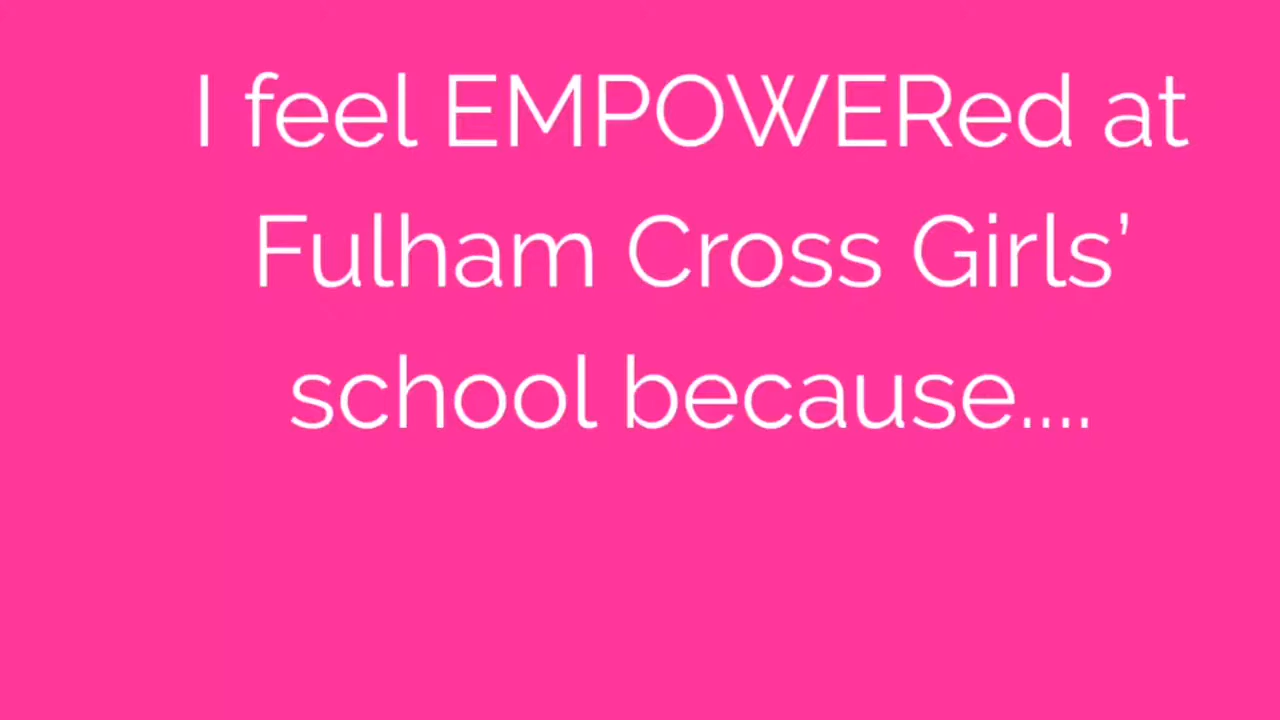 I feel EMPOWERed at
Fulham Cross Girls’
school because....